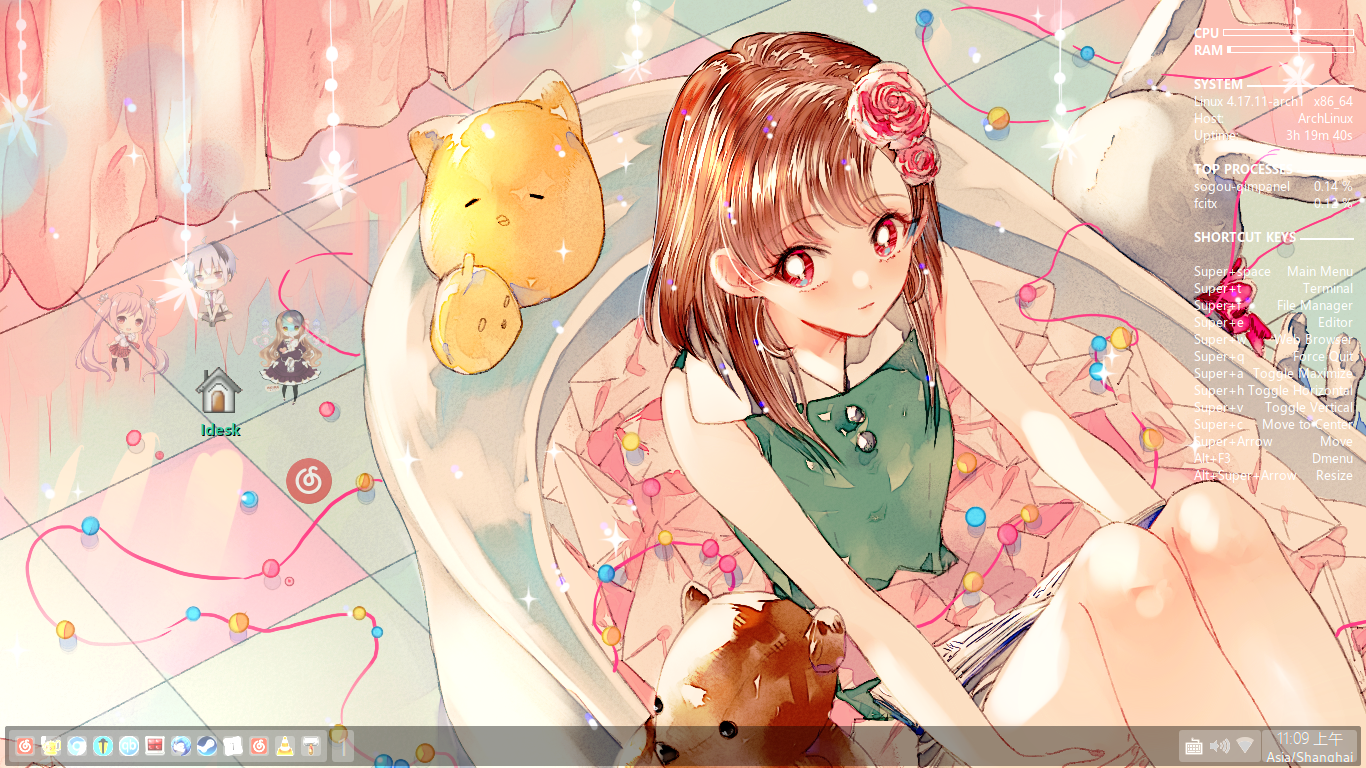 CPU
RAM
SYSTEM
Linux 4.17.11-arch1 x86_64
Host: ArchLinux
Uptime: 3h 19m 40s
TOP PROCESSES
sogou-qimpanel 0.14 %
fcitx 0.13 %
SHORTCUT KEYS
Super+space Main Menu
Super+t Terminal
Super+f File Manager
Super+e Editor
Super+w Web Browser
Super+q Force Quit
Super+a Toggle Maximize
Super+h Toggle Horizontal
Super+v Toggle Vertical
Super+c Move to Center
Super+Arrow Move
Alt+F3 Dmenu
Alt+Super+Arrow Resize
Idesk
1
11:09 上午
Asia/Shanghai